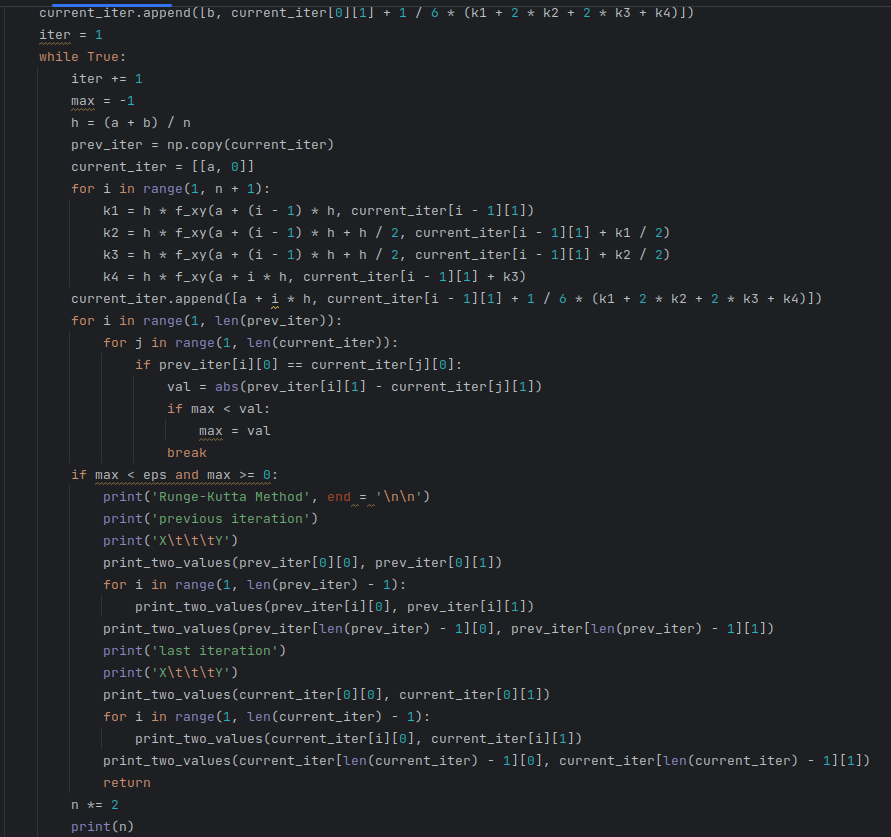 current_iter.append([b, current_iter[0][1] + 1 / 6 * (k1 + 2 * k2 + 2 * k3 + k4)])
    iter = 1
    while True:
        iter += 1
        max = -1
        h = (a + b) / n
        prev_iter = np.copy(current_iter)
        current_iter = [[a, 0]]
        for i in range(1, n + 1):
            k1 = h * f_xy(a + (i - 1) * h, current_iter[i - 1][1])
            k2 = h * f_xy(a + (i - 1) * h + h / 2, current_iter[i - 1][1] + k1 / 2)
            k3 = h * f_xy(a + (i - 1) * h + h / 2, current_iter[i - 1][1] + k2 / 2)
            k4 = h * f_xy(a + i * h, current_iter[i - 1][1] + k3)
        current_iter.append([a + i * h, current_iter[i - 1][1] + 1 / 6 * (k1 + 2 * k2 + 2 * k3 + k4)])
        for i in range(1, len(prev_iter)):
            for j in range(1, len(current_iter)):
                if prev_iter[i][0] == current_iter[j][0]:
                    val = abs(prev_iter[i][1] - current_iter[j][1])
                    if max < val:
                        max = val
                    break
        if max < eps and max >= 0:
            print('Runge-Kutta Method', end = '\n\n')
            print('previous iteration')
            print('X\t\t\tY')
            print_two_values(prev_iter[0][0], prev_iter[0][1])
            for i in range(1, len(prev_iter) - 1):
                print_two_values(prev_iter[i][0], prev_iter[i][1])
            print_two_values(prev_iter[len(prev_iter) - 1][0], prev_iter[len(prev_iter) - 1][1])
            print('last iteration')
            print('X\t\t\tY')
            print_two_values(current_iter[0][0], current_iter[0][1])
            for i in range(1, len(current_iter) - 1):
                print_two_values(current_iter[i][0], current_iter[i][1])
            print_two_values(current_iter[len(current_iter) - 1][0], current_iter[len(current_iter) - 1][1])
            return
        n *= 2
        print(n)